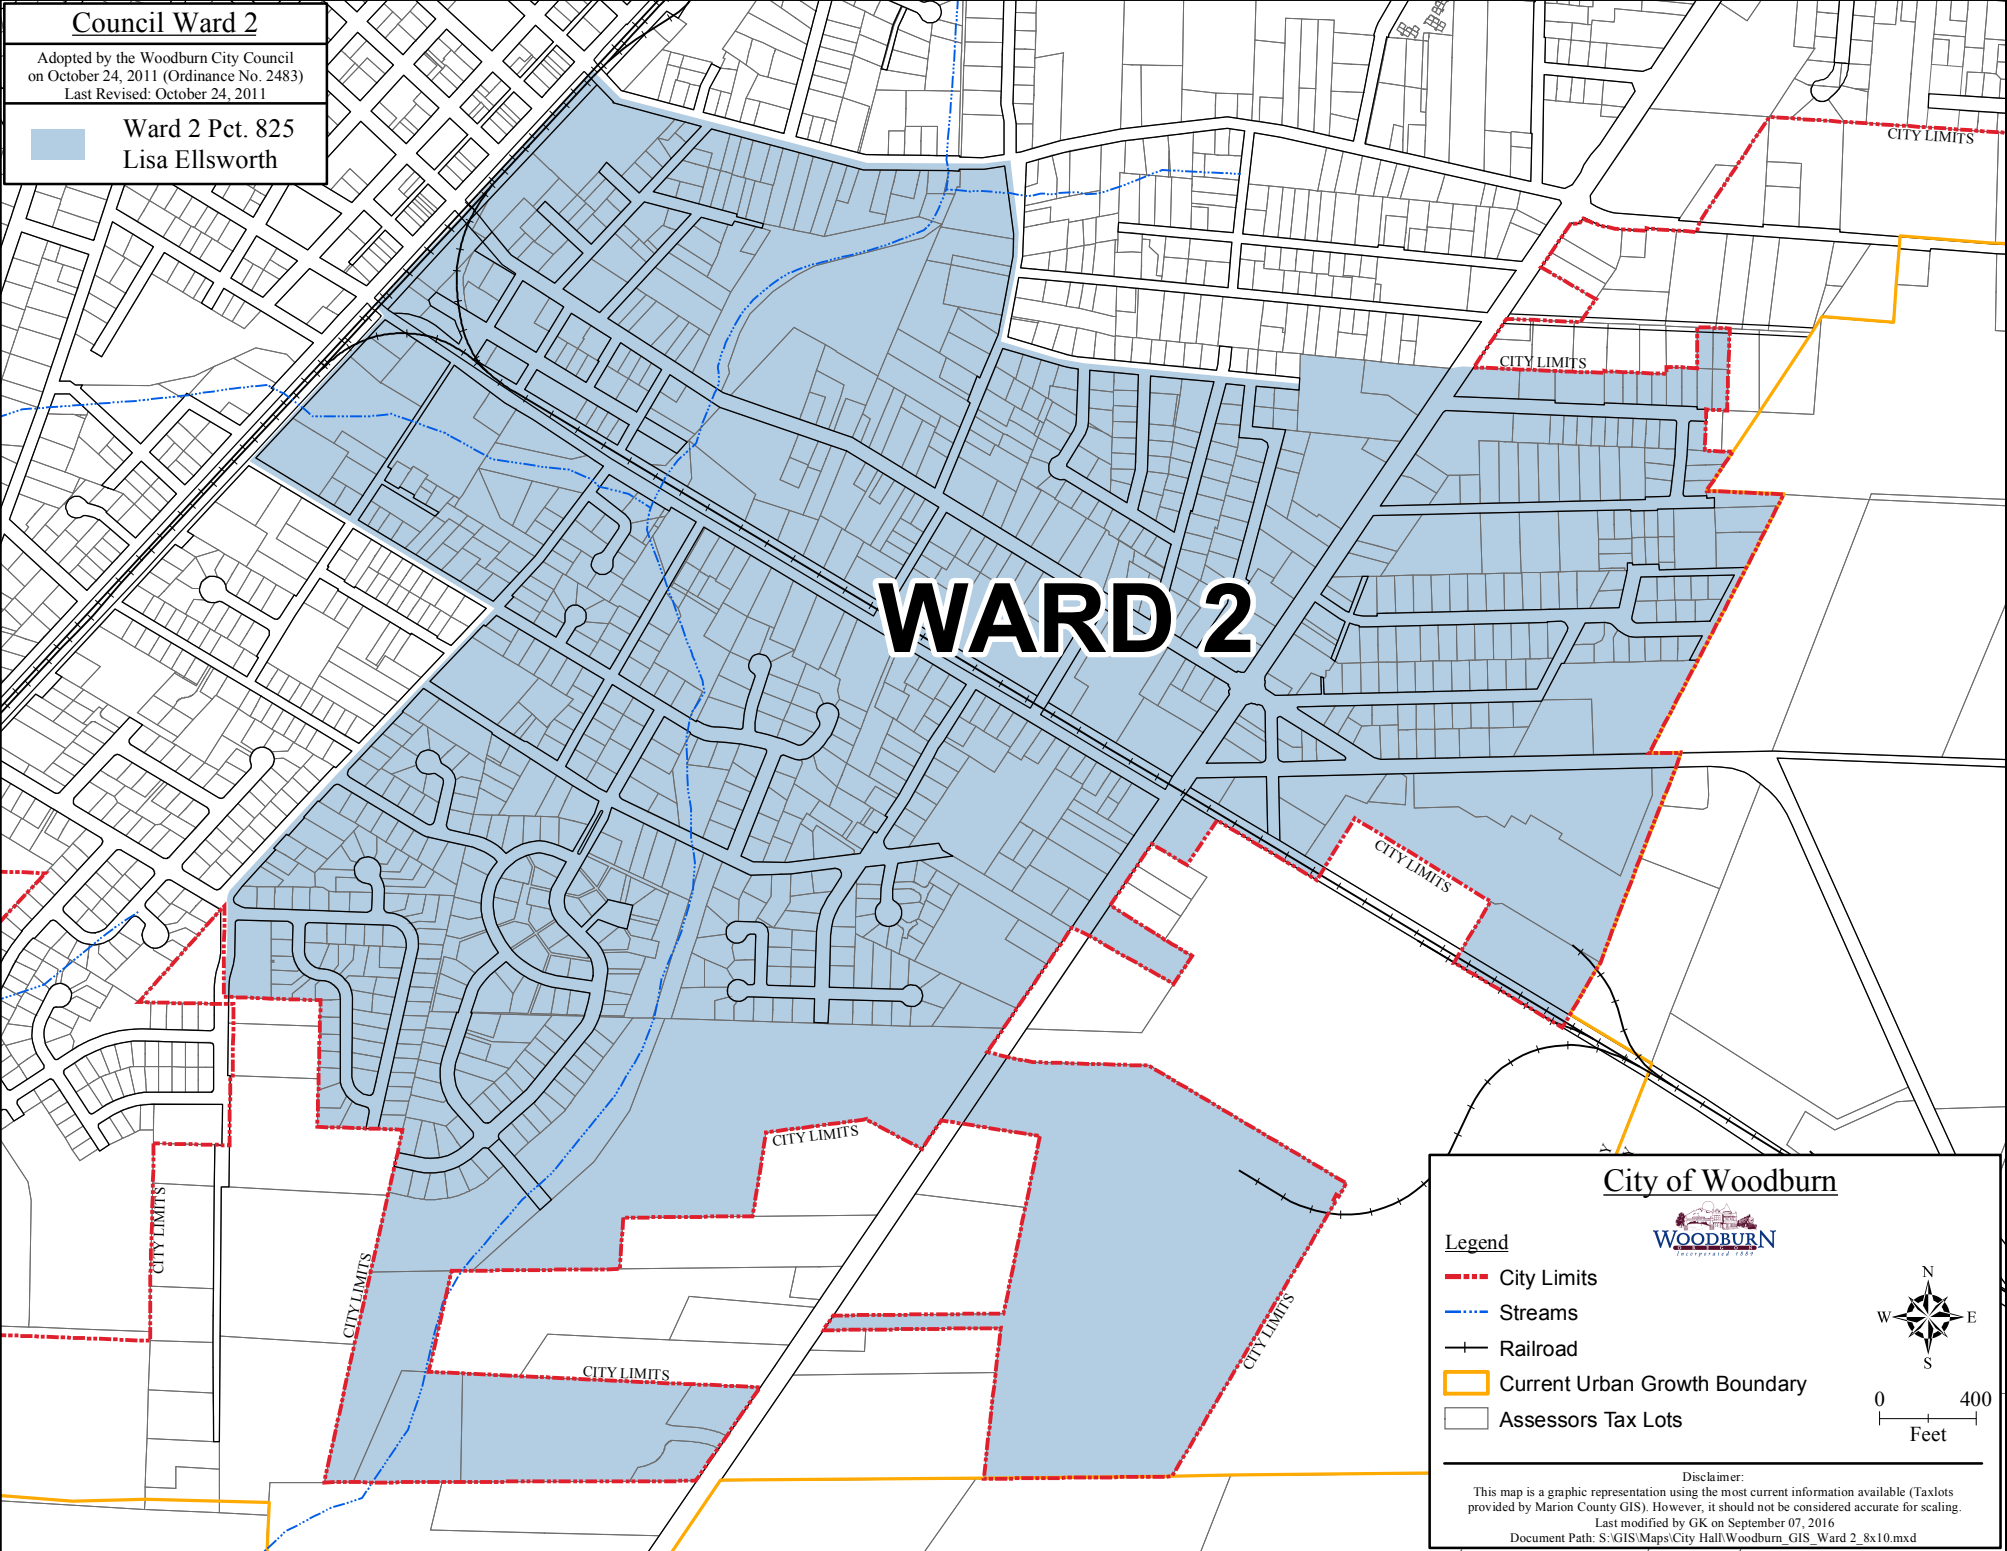 Council Ward 2
Adopted by the Woodburn City Council
on October 24, 2011 (Ordinance No. 2483)
Last Revised: October 24, 2011
Ward 2 Pct. 825
Lisa Ellsworth
CITY LIMITS
CITY LIMITS
WARD 2
CITY LIMITS
CITY LIMITS
CITY LIMITS
CITY LIMITS
CITY LIMITS
CITY LIMITS
City of Woodburn
WOODBURN
OREGON
Incorporated 1889
Legend
City Limits
Streams
Railroad
Current Urban Growth Boundary
Assessors Tax Lots
N
W E
S
0 400
Feet
Disclaimer:
This map is a graphic representation using the most current information available (Taxlots
provided by Marion County GIS). However, it should not be considered accurate for scaling.
Last modified by GK on September 07, 2016
Document Path: S:\GIS\Maps\City Hall\Woodburn_GIS_Ward 2_8x10.mxd